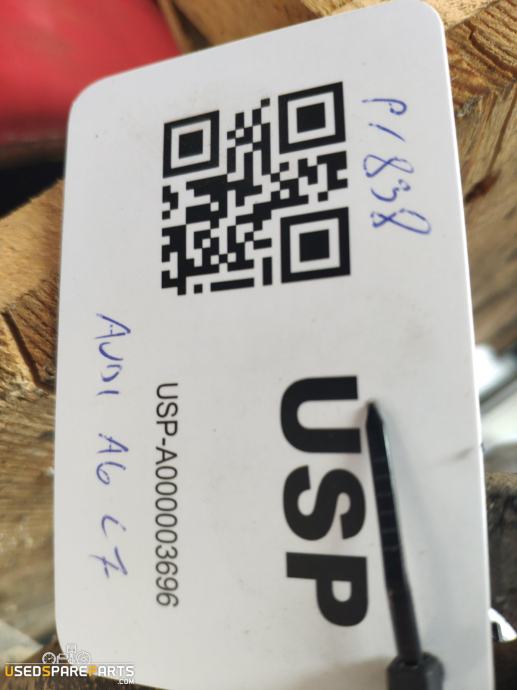 P1838
USP
USP-A000003696
AUDI A6 C7
USEDSPAREPARTS
.COM